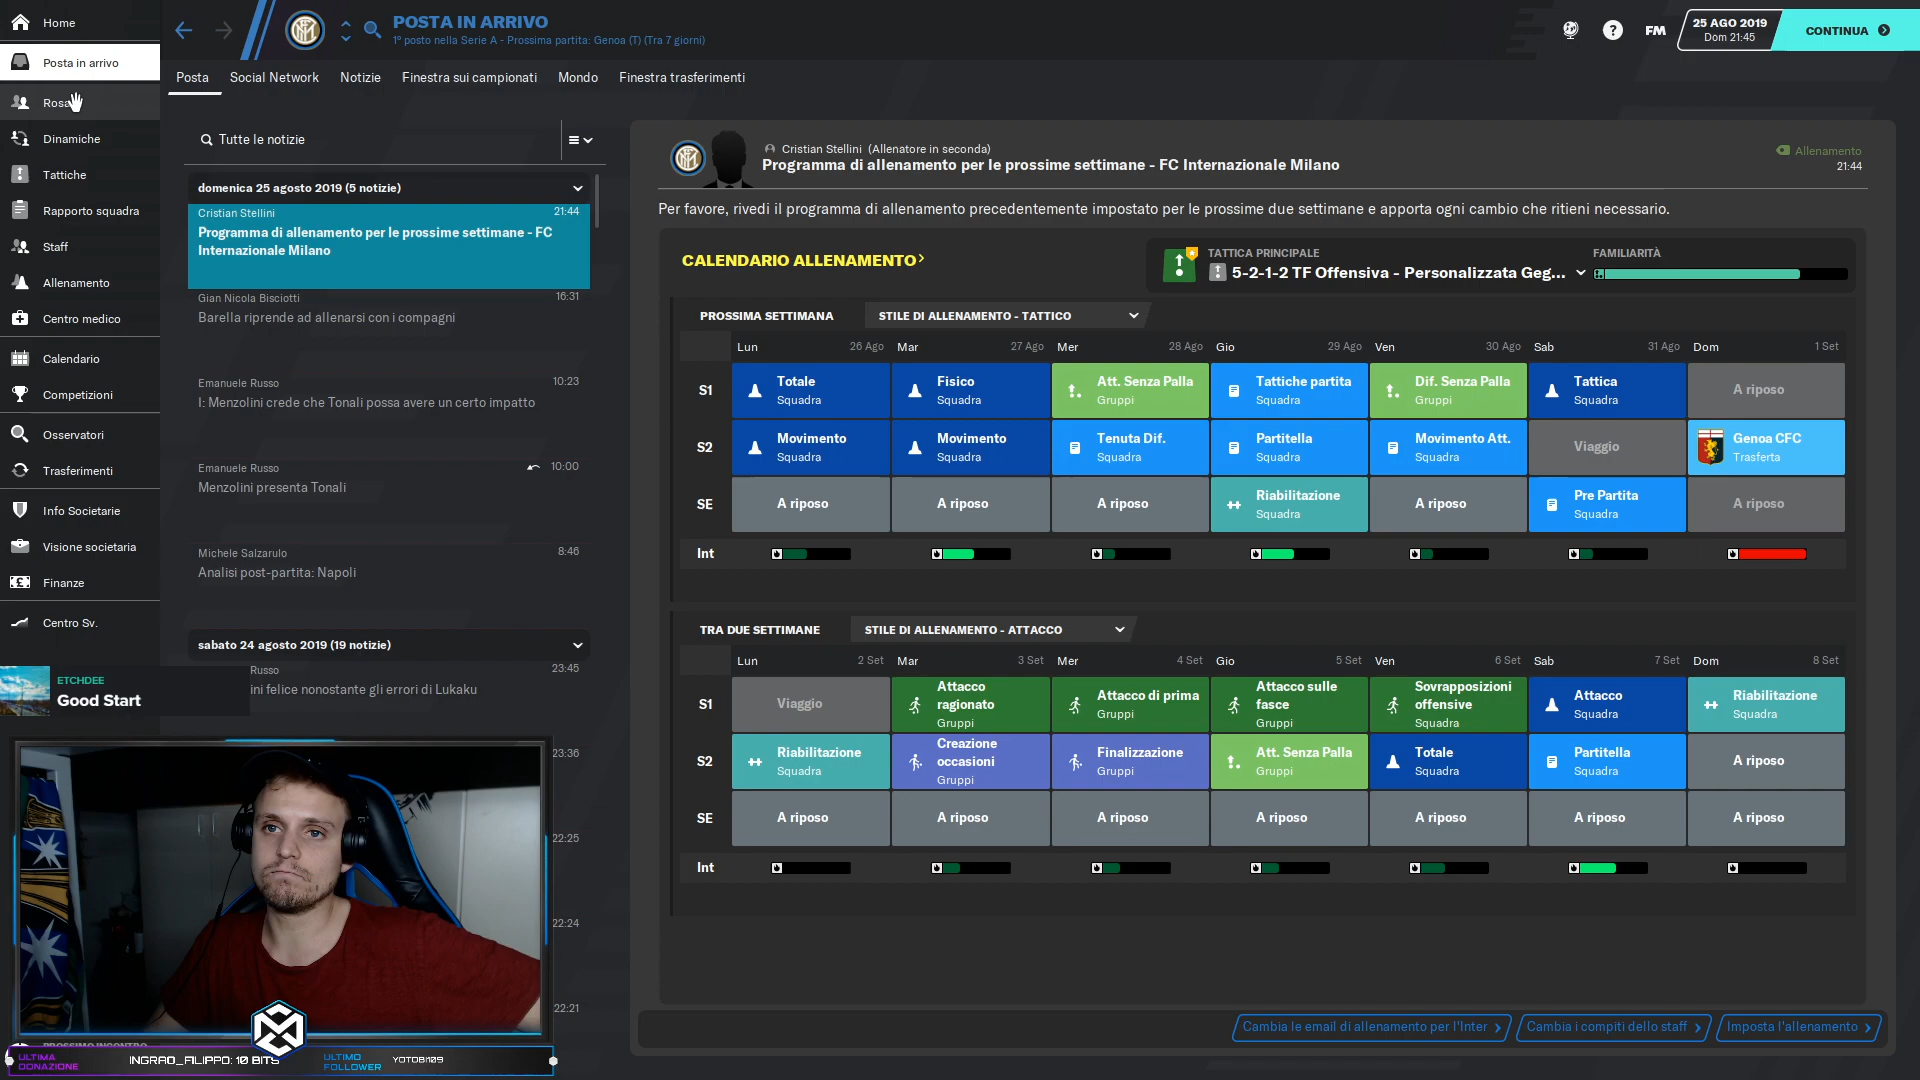 Home
Posta in arrivo
Rosa
Dinamiche
Tattiche
Rapporto squadra
Staff
Allenamento
Centro medico
Calendario
Competizioni
Osservatori
Trasferimenti
Info Societarie
Visione societaria
Finanze
Centro Sv.
POSTA IN ARRIVO
1° posto nella Serie A - Prossima partita: Genoa (T) (Tra 7 giorni)
FM
25 AGO 2019
Dom 21:45
CONTINUA
Posta Social Network Notizie Finestra sui campionati Mondo Finestra trasferimenti
Tutte le notizie
domenica 25 agosto 2019 (5 notizie)
Cristian Stellini 21:44
Programma di allenamento per le prossime settimane - FC
Internazionale Milano
Gian Nicola Bisciotti 16:31
Barella riprende ad allenarsi con i compagni
Emanuele Russo 10:23
I: Menzolini crede che Tonali possa avere un certo impatto
Emanuele Russo 10:00
Menzolini presenta Tonali
Michele Salzarulo 8:46
Analisi post-partita: Napoli
sabato 24 agosto 2019 (19 notizie)
Russo 23:45
ini felice nonostante gli errori di Lukaku
23:36
22:25
22:24
22:21
ETCHDEE
Good Start
ULTIMA
DONAZIONE
INGRAO_FILIPPO: 10 BITS
ULTIMO
FOLLOWER
Cristian Stellini (Allenatore in seconda)
Programma di allenamento per le prossime settimane - FC Internazionale Milano
Allenamento
21:44
Per favore, rivedi il programma di allenamento precedentemente impostato per le prossime due settimane e apporta ogni cambio che ritieni necessario.
CALENDARIO ALLENAMENTO
TATTICA PRINCIPALE
5-2-1-2 TF Offensiva - Personalizzata Geg...
FAMILIARITÀ
PROSSIMA SETTIMANA STILE DI ALLENAMENTO - TATTICO
Lun 26 Ago Mar 27 Ago Mer 28 Ago Gio 29 Ago Ven 30 Ago Sab 31 Ago Dom 1 Set
S1 Totale Fisico Att. Senza Palla Tattiche partita Dif. Senza Palla Tattica A riposo
Squadra Squadra Gruppi Squadra Gruppi Squadra
S2 Movimento Movimento Tenuta Dif. Partitella Movimento Att. Viaggio Genoa CFC
Squadra Squadra Squadra Squadra Squadra Trasferta
SE A riposo A riposo A riposo Riabilitazione A riposo Pre Partita A riposo
Squadra Squadra
Int
TRA DUE SETTIMANE STILE DI ALLENAMENTO - ATTACCO
Lun 2 Set Mar 3 Set Mer 4 Set Gio 5 Set Ven 6 Set Sab 7 Set Dom 8 Set
S1 Viaggio Attacco ragionato Attacco di prima Attacco sulle fasce Sovrapposizioni offensive Attacco Riabilitazione
Gruppi Gruppi Gruppi Squadra Squadra Squadra
S2 Riabilitazione Creazione occasioni Finalizzazione Att. Senza Palla Totale Partitella A riposo
Squadra Gruppi Gruppi Gruppi Squadra Squadra
SE A riposo A riposo A riposo A riposo A riposo A riposo A riposo
Int
Cambia le email di allenamento per l'Inter
Cambia i compiti dello staff
Imposta l'allenamento